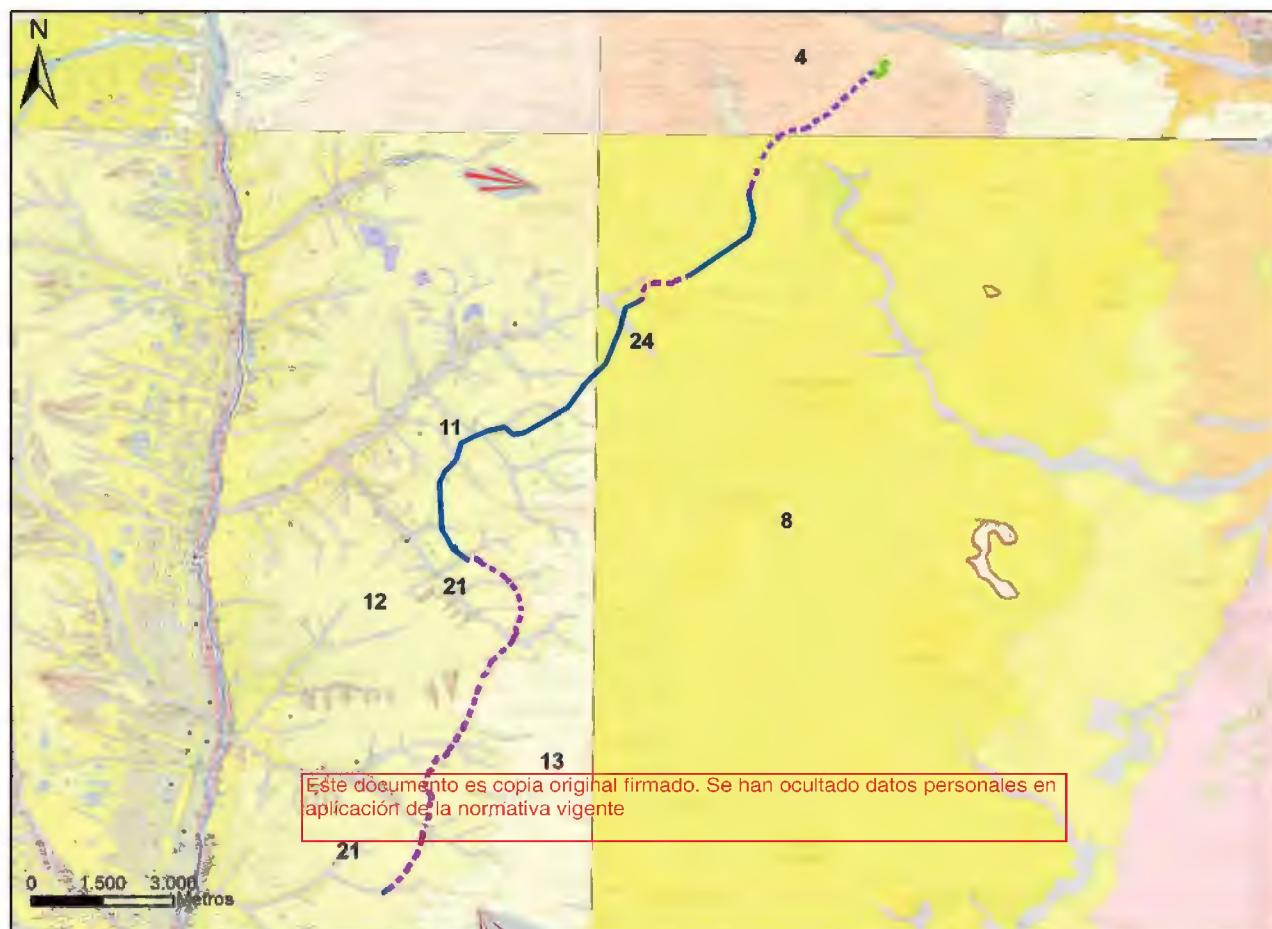 N
4
24
11
8
21
12
13
Este documento es copia original firmado. Se han ocultado datos personales en
aplicación de la normativa vigente
21
0 1.500 3.000
Metros